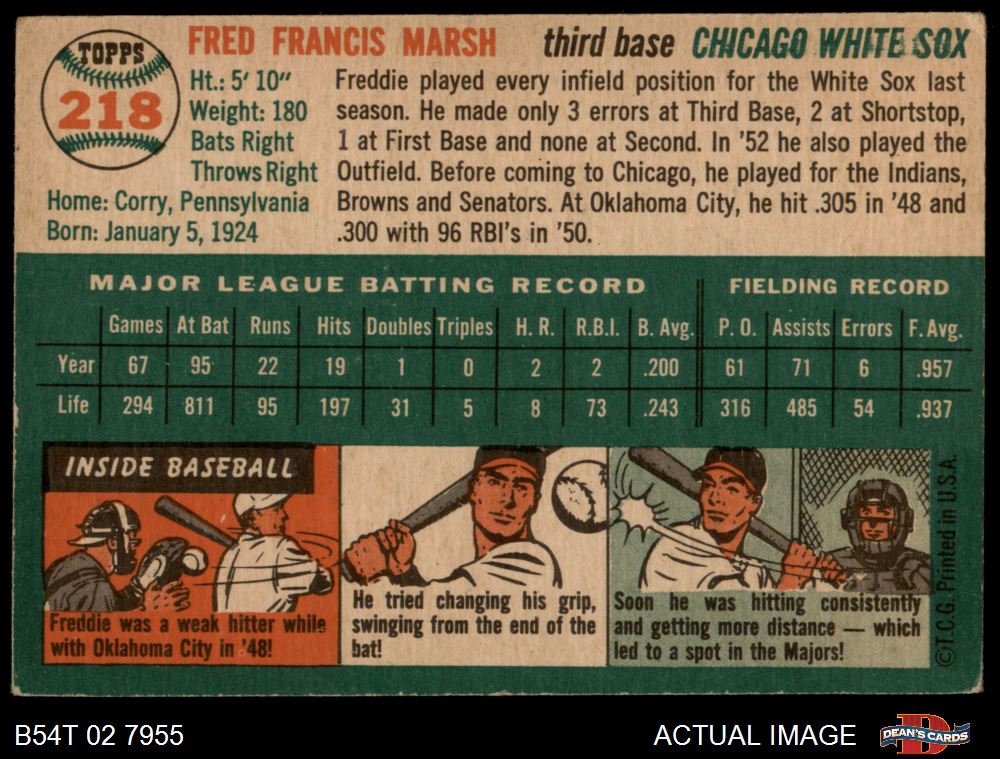 TOPPS
218
FRED FRANCIS MARSH third base CHICAGO WHITE SOX
Ht.: 5' 10"
Weight: 180
Bats Right
Throws Right
Home: Corry, Pennsylvania
Born: January 5, 1924
Freddie played every infield position for the White Sox last
season. He made only 3 errors at Third Base, 2 at Shortstop,
1 at First Base and none at Second. In '52 he also played the
Outfield. Before coming to Chicago, he played for the Indians,
Browns and Senators. At Oklahoma City, he hit .305 in '48 and
.300 with 96 RBI's in '50.
MAJOR LEAGUE BATTING RECORD FIELDING RECORD
Games At Bat Runs Hits Doubles Triples H. R. R.B.I. B. Avg. P. O. Assists Errors F. Avg.
Year 67 95 22 19 1 0 2 2 .200 61 71 6 .957
Life 294 811 95 197 31 5 8 73 .243 316 485 54 .937
INSIDE BASEBALL
Freddie was a weak hitter while
with Oklahoma City in '48!
He tried changing his grip,
swinging from the end of the
bat!
Soon he was hitting consistently
and getting more distance — which
led to a spot in the Majors!
©T.C.G. Printed in U.S.A.
B54T 02 7955
ACTUAL IMAGE
D
DEAN'S CARDS